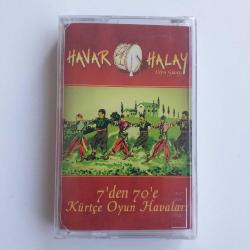 HAVAR HALAY
7'den 70'e
Kürtçe Oyun Havaları